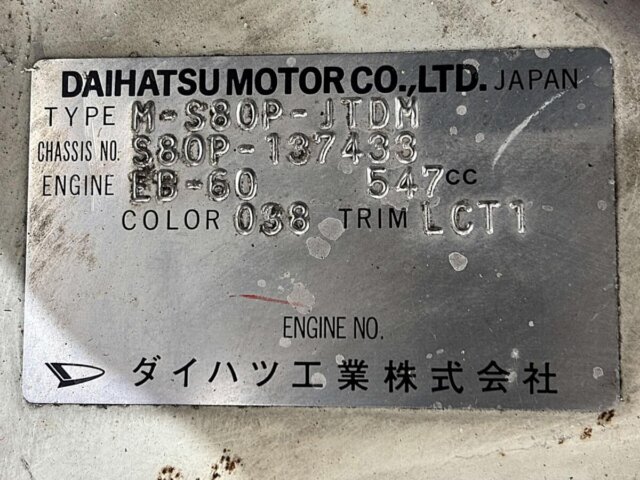 DAIHATSU MOTOR CO.,LTD. JAPAN
TYPE M-S80P-JTDM
CHASSIS NO. S80P-137433
ENGINE EB-60 547cc
COLOR 038 TRIM LCT1
ENGINE NO.
ダイハツ工業株式会社